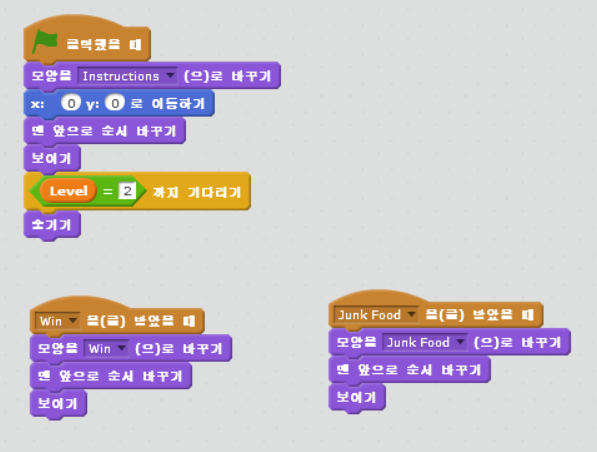 클릭했을 때
모양을 Instructions (으)로 바꾸기
x: 0 y: 0 로 이동하기
맨 앞으로 순서 바꾸기
보이기
Level = 2 까지 기다리기
숨기기
Win 을(를) 받았을 때
모양을 Win (으)로 바꾸기
맨 앞으로 순서 바꾸기
보이기
Junk Food 을(를) 받았을 때
모양을 Junk Food (으)로 바꾸기
맨 앞으로 순서 바꾸기
보이기